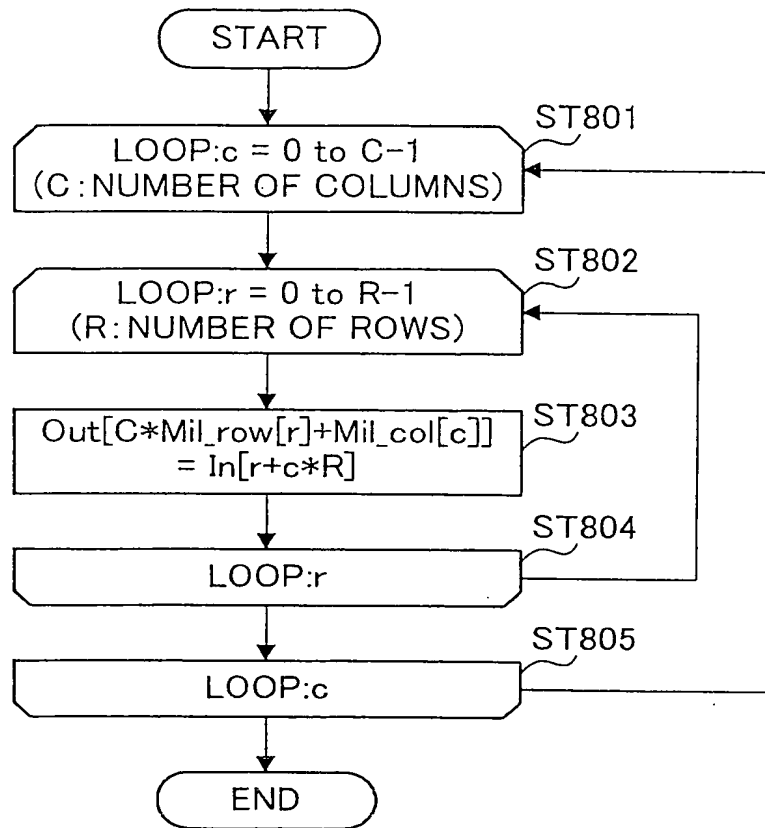 START
ST801
LOOP:c = 0 to C-1
(C:NUMBER OF COLUMNS)
ST802
LOOP:r = 0 to R-1
(R:NUMBER OF ROWS)
ST803
Out[C*Mil_row[r]+Mil_col[c]]
= In[r+c*R]
ST804
LOOP:r
ST805
LOOP:c
END